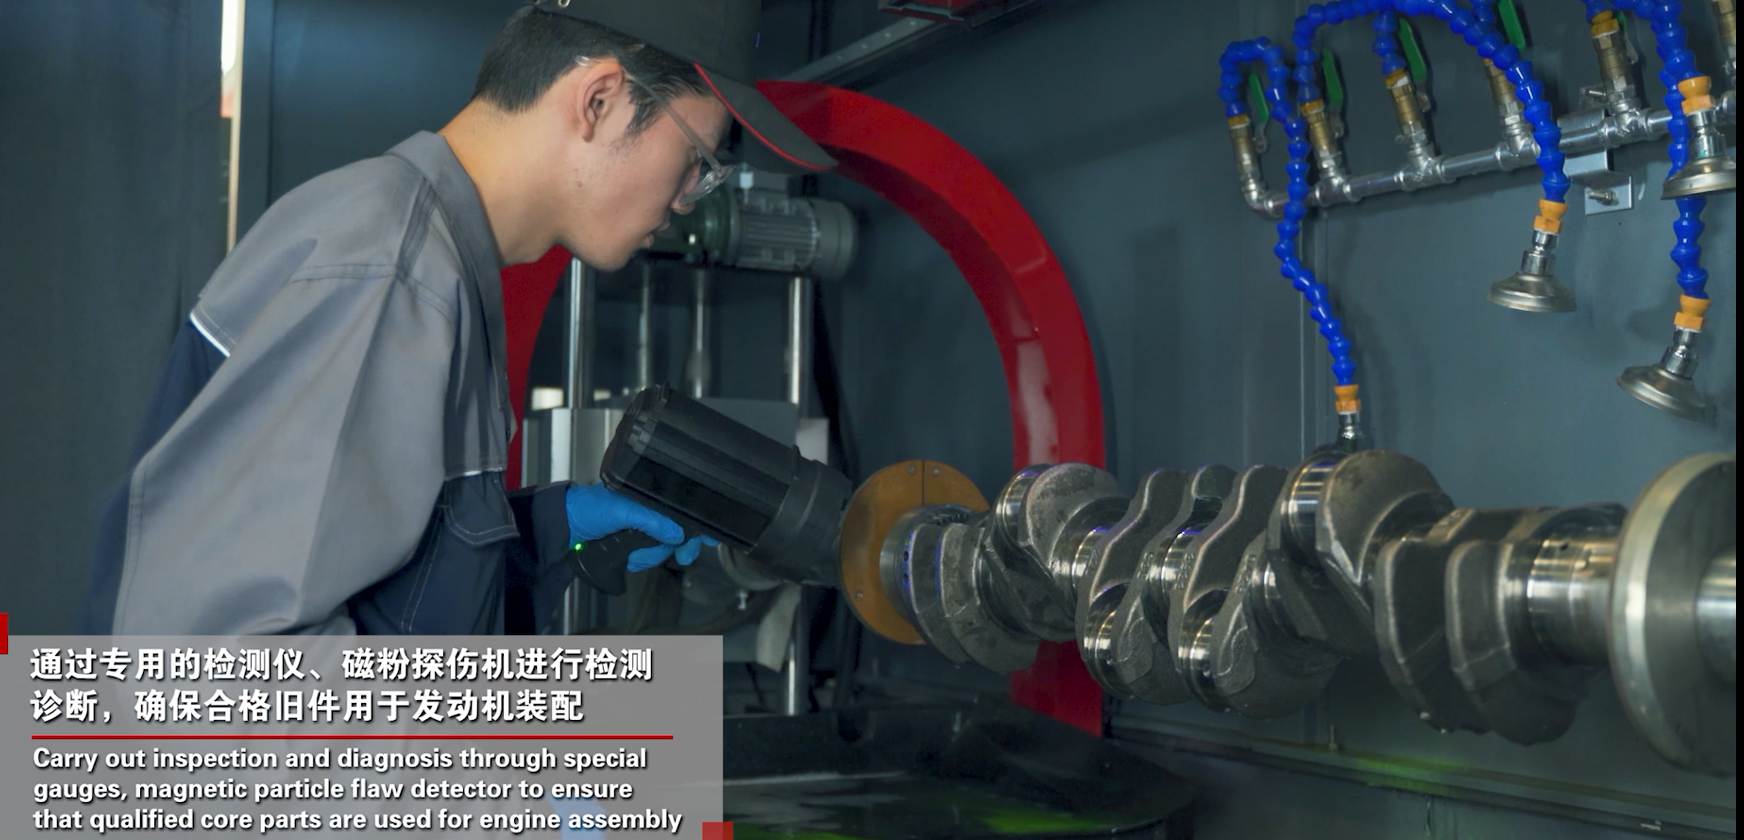 通过专用的检测仪、磁粉探伤机进行检测
诊断，确保合格旧件用于发动机装配
Carry out inspection and diagnosis through special
gauges, magnetic particle flaw detector to ensure
that qualified core parts are used for engine assembly